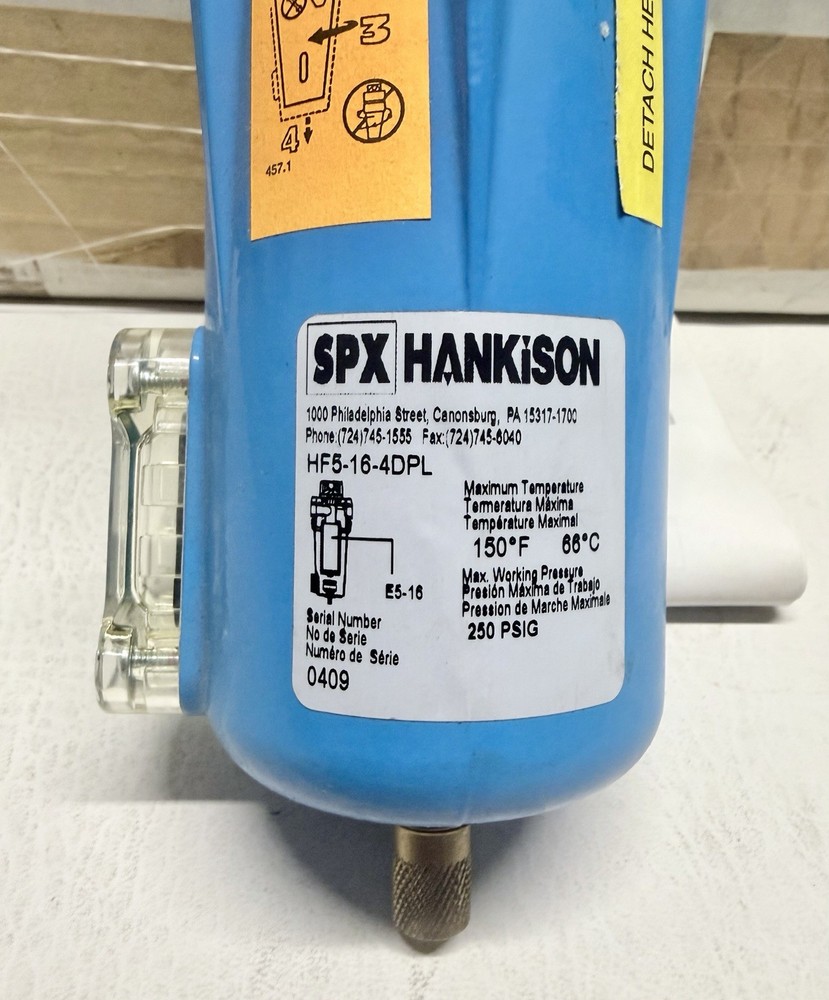 3
4
457.1
DETACH HE
SPX HANKiSON
1000 Philadelphia Street, Canonsburg, PA 15317-1700
Phone:(724)745-1555 Fax:(724)745-6040
HF5-16-4DPL
E5-16
Maximum Temperature
Termeratura Máxima
Température Maximal
150°F 66°C
Max. Working Pressure
Presión Máxima de Trabajo
Pression de Marche Maximale
250 PSIG
Serial Number
No de Serie
Numéro de Série
0409